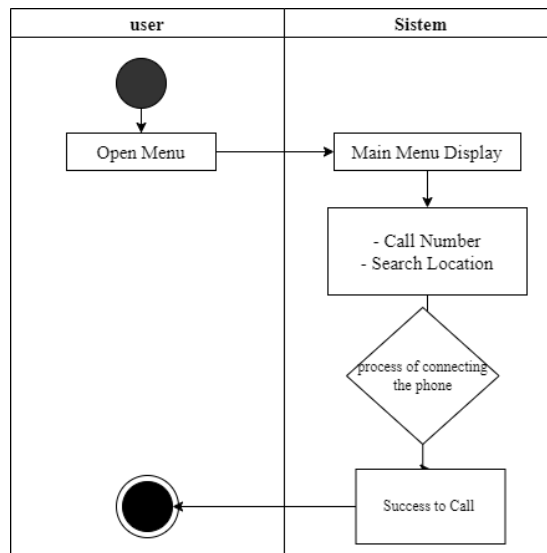 user
Sistem
Open Menu
Main Menu Display
- Call Number
- Search Location
process of connecting
the phone
Success to Call